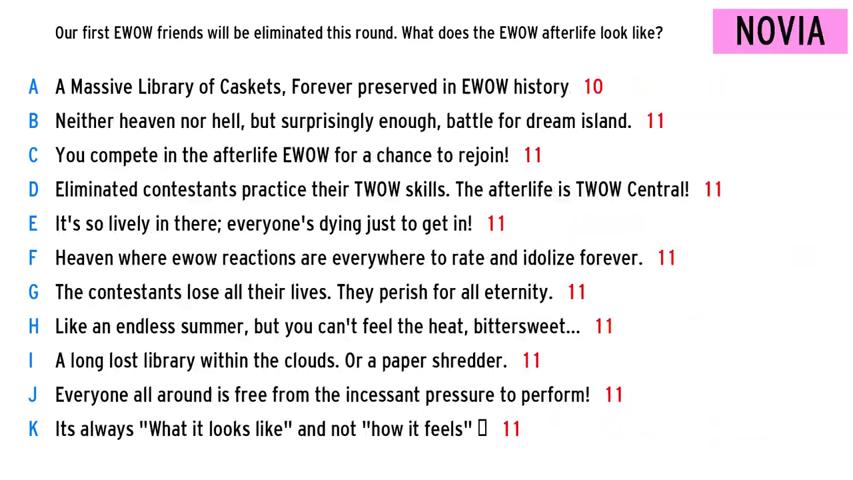 Our first EWOW friends will be eliminated this round. What does the EWOW afterlife look like?
NOVIA
A A Massive Library of Caskets, Forever preserved in EWOW history 10
B Neither heaven nor hell, but surprisingly enough, battle for dream island. 11
C You compete in the afterlife EWOW for a chance to rejoin! 11
D Eliminated contestants practice their TWOW skills. The afterlife is TWOW Central! 11
E It's so lively in there; everyone's dying just to get in! 11
F Heaven where ewow reactions are everywhere to rate and idolize forever. 11
G The contestants lose all their lives. They perish for all eternity. 11
H Like an endless summer, but you can't feel the heat, bittersweet... 11
I A long lost library within the clouds. Or a paper shredder. 11
J Everyone all around is free from the incessant pressure to perform! 11
K Its always "What it looks like" and not "how it feels" 11